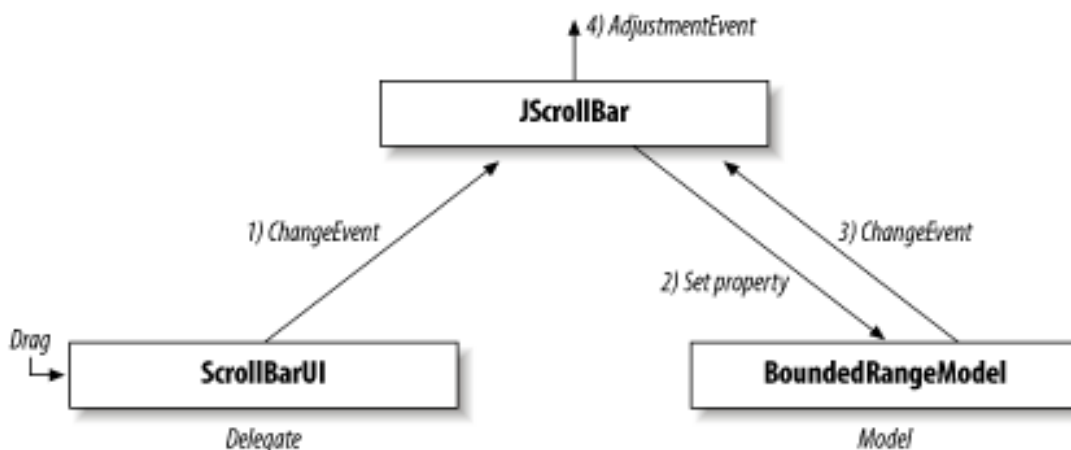 4) AdjustmentEvent
JScrollBar
1) ChangeEvent
3) ChangeEvent
2) Set property
Drag
ScrollBarUI
BoundedRangeModel
Delegate
Model